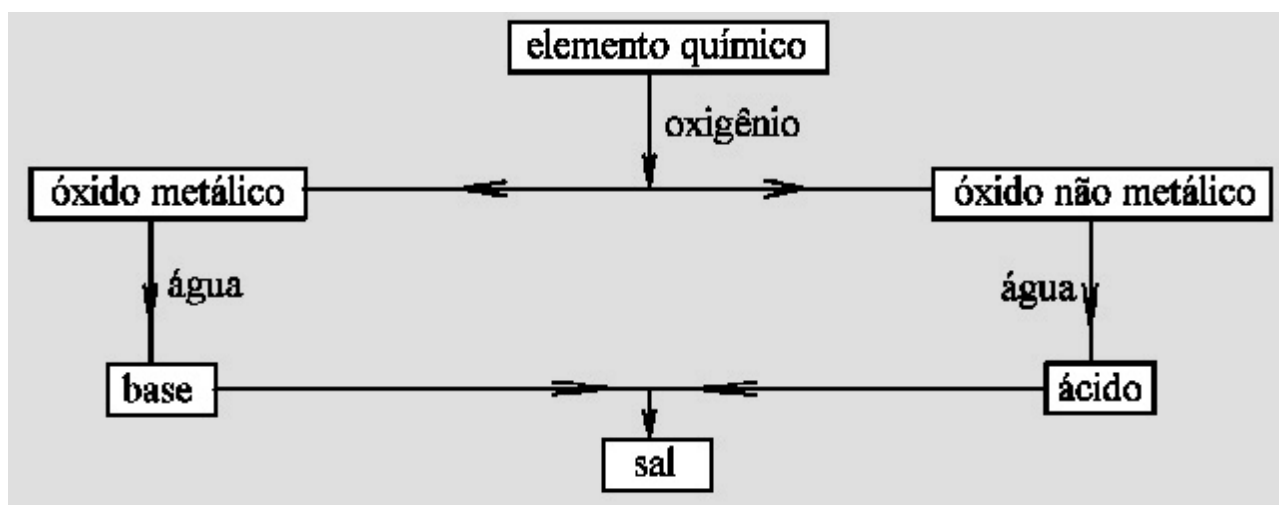 elemento químico
oxigênio
óxido metálico
óxido não metálico
água
água
base
ácido
sal